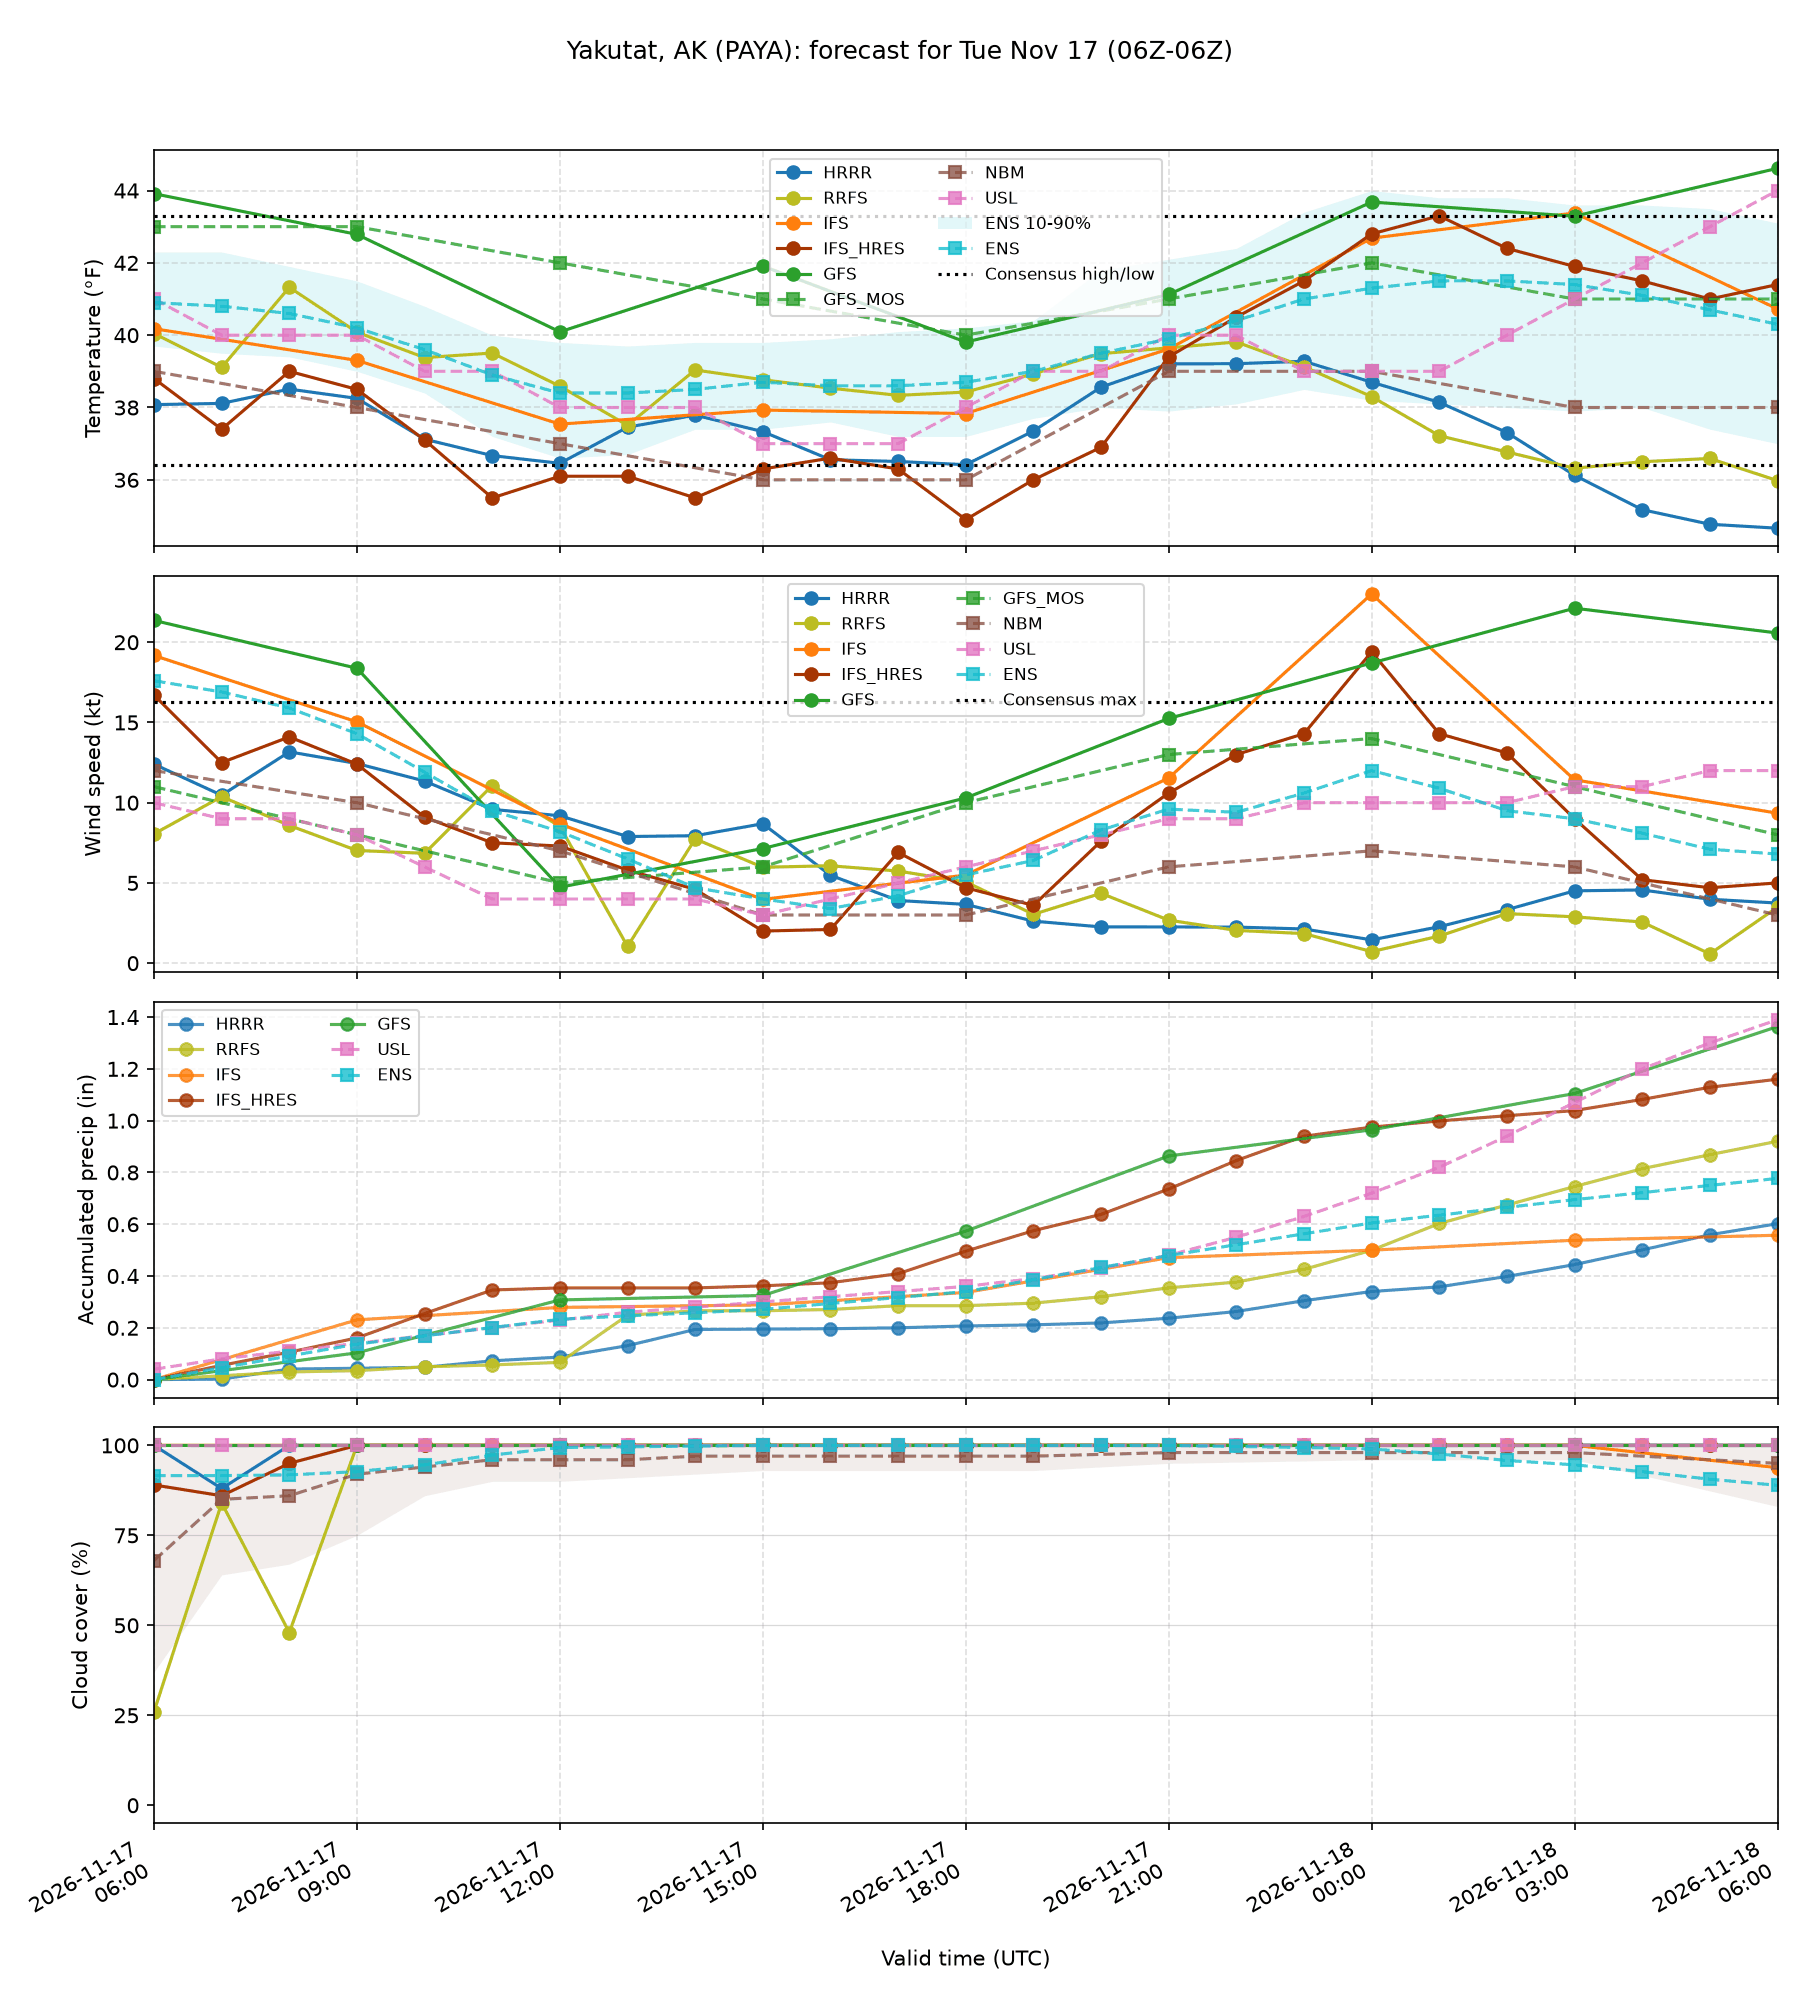 Yakutat, AK (PAYA): forecast for Tue Nov 17 (06Z-06Z)
Temperature (°F)
44
42
40
38
36
HRRR
RRFS
IFS
IFS_HRES
GFS
GFS_MOS
NBM
USL
ENS 10-90%
ENS
Consensus high/low
Wind speed (kt)
20
15
10
5
0
HRRR
RRFS
IFS
IFS_HRES
GFS
GFS_MOS
NBM
USL
ENS
Consensus max
Accumulated precip (in)
1.4
1.2
1.0
0.8
0.6
0.4
0.2
0.0
HRRR
RRFS
IFS
IFS_HRES
GFS
USL
ENS
Cloud cover (%)
100
75
50
25
0
2026-11-17
06:00
2026-11-17
09:00
2026-11-17
12:00
2026-11-17
15:00
2026-11-17
18:00
2026-11-17
21:00
2026-11-18
00:00
2026-11-18
03:00
2026-11-18
06:00
Valid time (UTC)